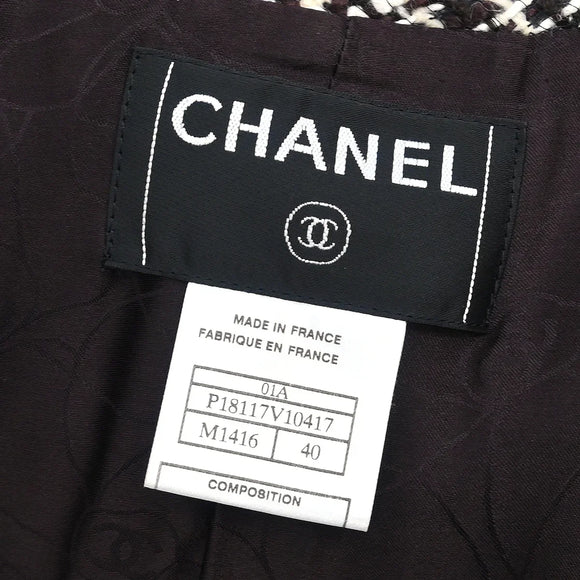 CHANEL
MADE IN FRANCE
FABRIQUE EN FRANCE
01A
P18117V10417
M1416 40
COMPOSITION